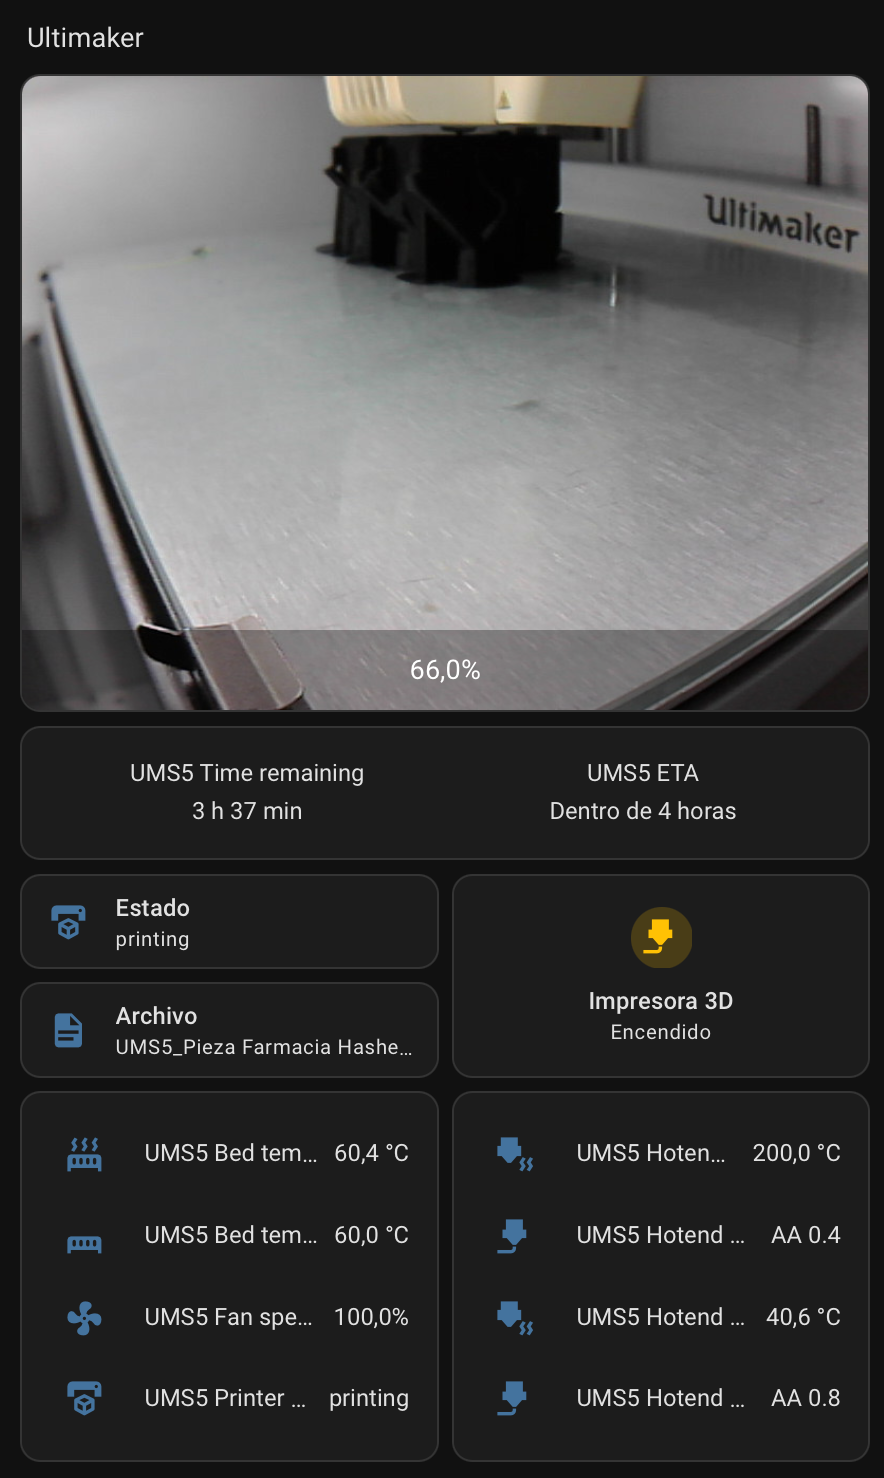 Ultimaker
Ultimaker
66,0%
UMS5 Time remaining
3 h 37 min
UMS5 ETA
Dentro de 4 horas
Estado
printing
Archivo
UMS5_Pieza Farmacia Hashe…
Impresora 3D
Encendido
UMS5 Bed tem… 60,4 °C
UMS5 Bed tem… 60,0 °C
UMS5 Fan spe… 100,0%
UMS5 Printer … printing
UMS5 Hoten… 200,0 °C
UMS5 Hotend … AA 0.4
UMS5 Hotend … 40,6 °C
UMS5 Hotend … AA 0.8